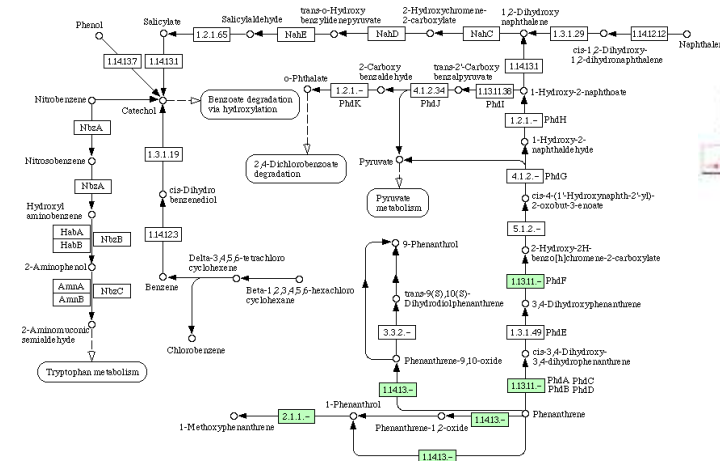 Phenol
Salicylate
Salicylaldehyde
trans-o-Hydroxy
benzylidenepyruvate
2-Hydroxychromene-
2-carboxylate
1,2-Dihydroxy
naphthalene
1.2.1.65
NahE
NahD
NahC
1.3.1.29
1.14.12.12
cis-1,2-Dihydroxy-
1,2-dihydronaphthalene
Naphthale
1.14.13.7
1.14.13.1
1.14.13.1
o-Phthalate
2-Carboxy
benzaldehyde
trans-2'-Carboxy
benzalpyruvate
1.2.1.-
PhdK
4.1.2.34
PhdJ
1.13.11.38
PhdI
1-Hydroxy-2-naphthoate
Nitrobenzene
Catechol
Benzoate degradation
via hydroxylation
NbzA
1.2.1.-
PhdH
1-Hydroxy-2-
naphthaldehyde
1.3.1.19
2,4-Dichlorobenzoate
degradation
Pyruvate
Nitrosobenzene
4.1.2.-
PhdG
NbzA
cis-Dihydro
benzenediol
Pyruvate
metabolism
cis-4-(1'-Hydroxynaphth-2'-yl)-
2-oxobut-3-enoate
Hydroxyl
aminobenzene
HabA
HabB
NbzB
1.14.12.3
5.1.2.-
9-Phenanthrol
2-Hydroxy-2H-
benzo[h]chromene-2-carboxylate
2-Aminophenol
Delta-3,4,5,6-tetrachloro
cyclohexene
Benzene
Beta-1,2,3,4,5,6-hexachloro
cyclohexane
1.13.11.-
PhdF
AmnA
AmnB
NbzC
trans-9(S),10(S)-
Dihydrodiolphenanthrene
3,4-Dihydroxyphenanthrene
2-Aminomuconic
semialdehyde
3.3.2.-
1.3.1.49
PhdE
Chlorobenzene
Phenanthrene-9,10-oxide
cis-3,4-Dihydroxy-
3,4-dihydrophenanthrene
Tryptophan metabolism
1.14.13.-
1.13.11.-
PhdA PhdC
PhdB PhdD
1-Phenanthrol
2.1.1.-
1.14.13.-
Phenanthrene
1-Methoxyphenanthrene
Phenanthrene-1,2-oxide
1.14.13.-